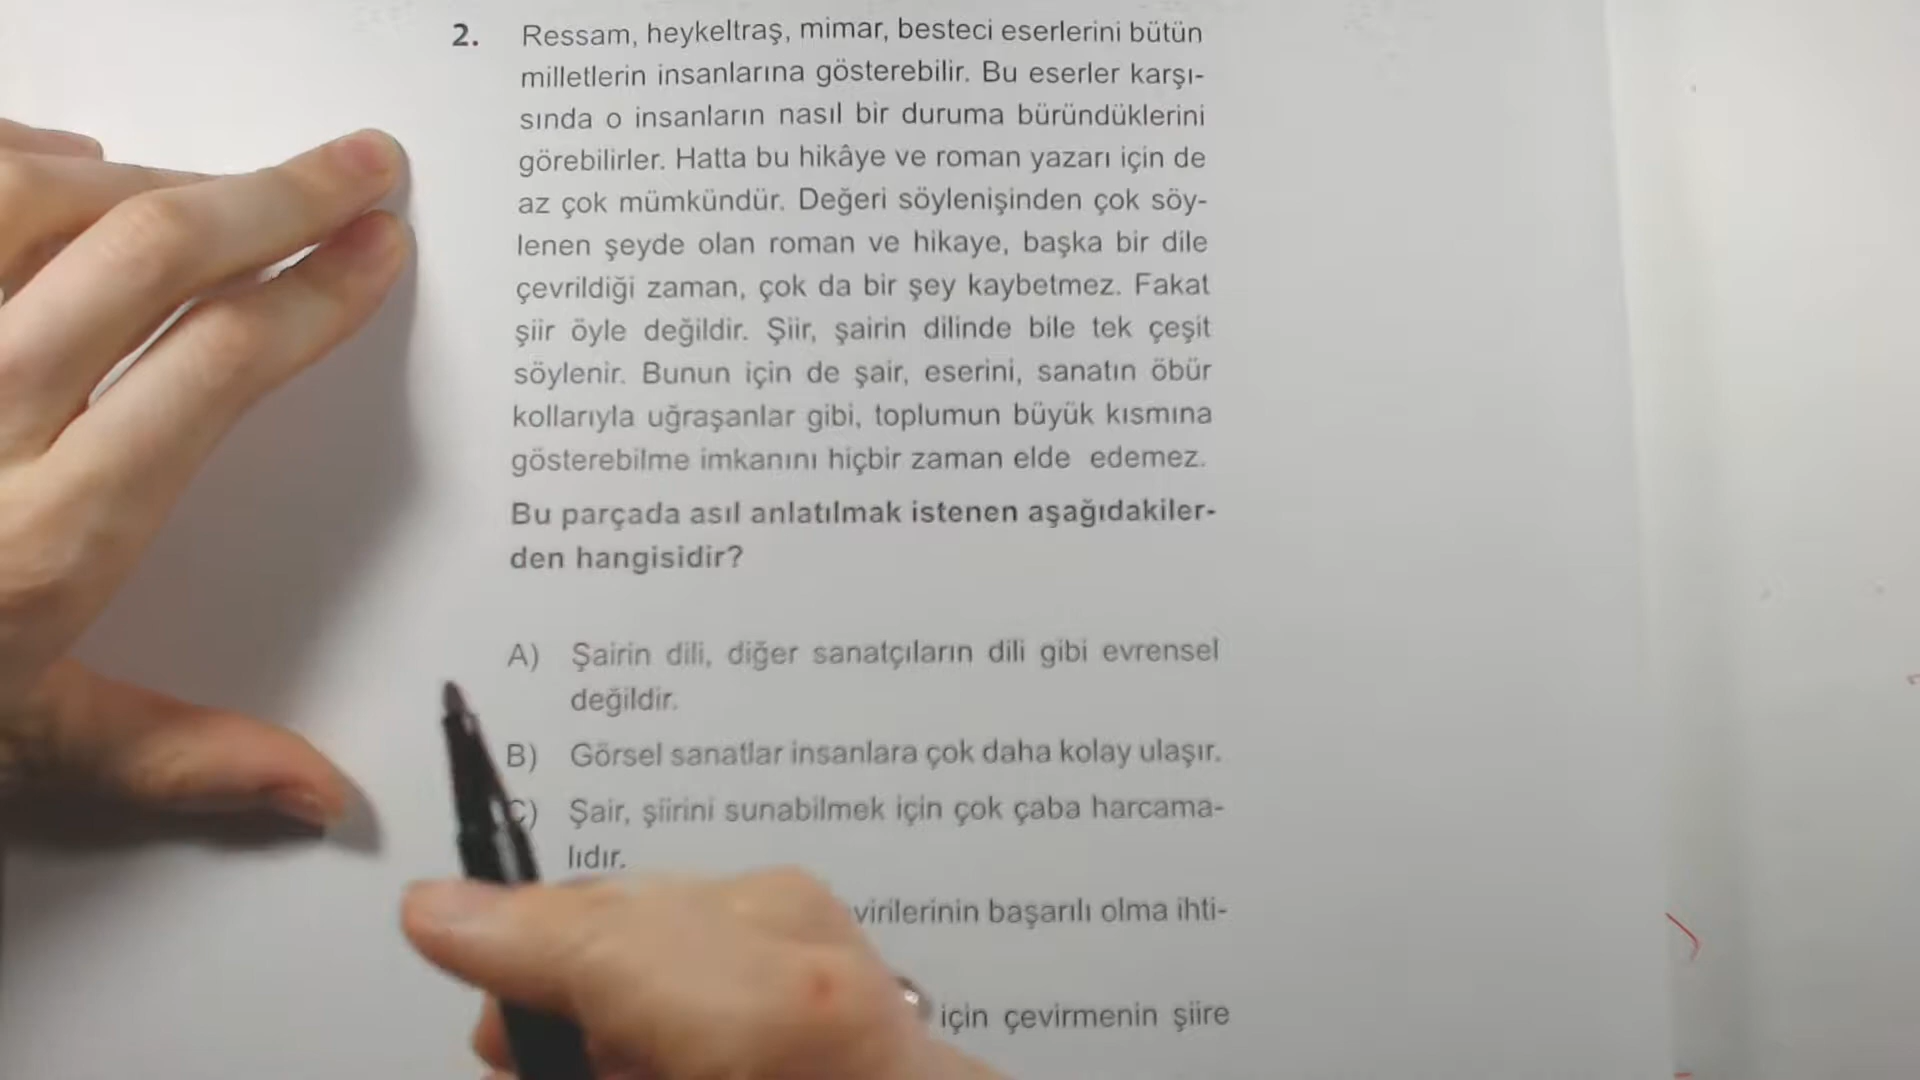 2. Ressam, heykeltraş, mimar, besteci eserlerini bütün
milletlerin insanlarına gösterebilir. Bu eserler karşı-
sında o insanların nasıl bir duruma büründüklerini
görebilirler. Hatta bu hikâye ve roman yazarı için de
az çok mümkündür. Değeri söylenişinden çok söy-
lenen şeyde olan roman ve hikaye, başka bir dile
çevrildiği zaman, çok da bir şey kaybetmez. Fakat
şiir öyle değildir. Şiir, şairin dilinde bile tek çeşit
söylenir. Bunun için de şair, eserini, sanatın öbür
kollarıyla uğraşanlar gibi, toplumun büyük kısmına
gösterebilme imkanını hiçbir zaman elde edemez.
Bu parçada asıl anlatılmak istenen aşağıdakiler-
den hangisidir?
A) Şairin dili, diğer sanatçıların dili gibi evrensel
değildir.
B) Görsel sanatlar insanlara çok daha kolay ulaşır.
C) Şair, şiirini sunabilmek için çok çaba harcama-
lıdır.
virilerinin başarılı olma ihti-
için çevirmenin şiire